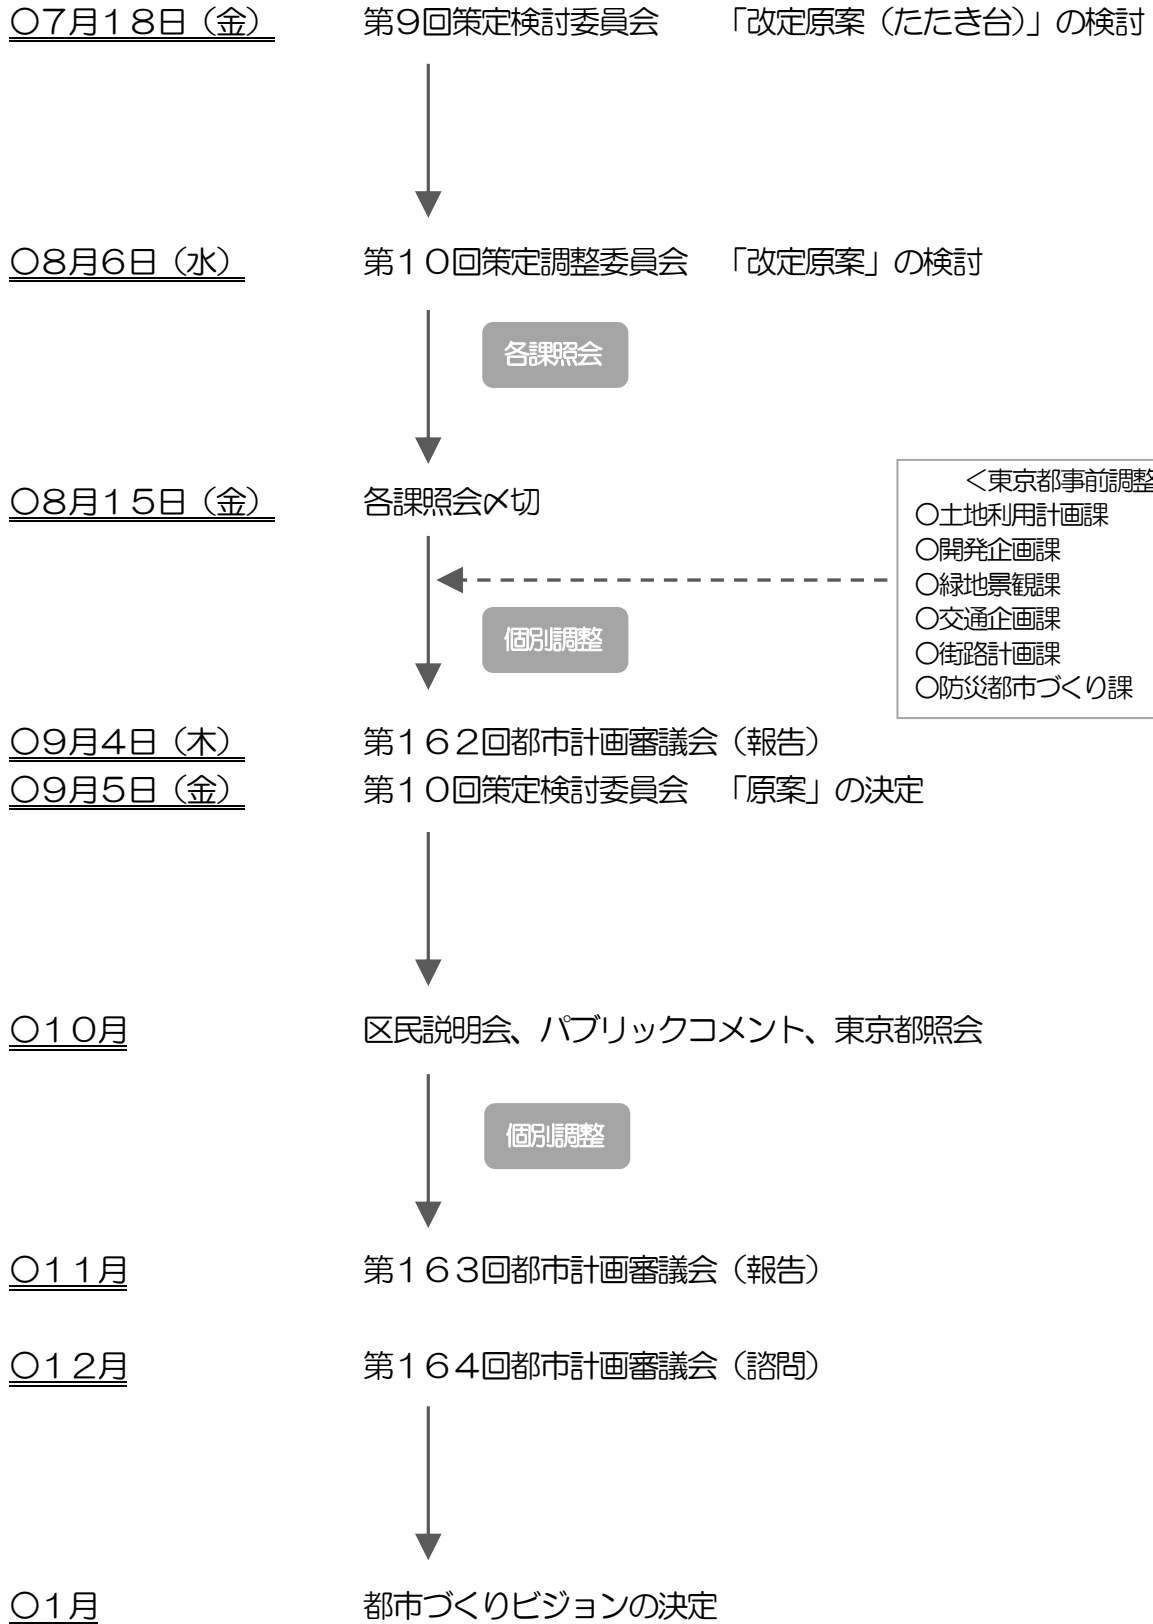 ○7月18日（金） 第9回策定検討委員会 「改定原案（たたき台）」の検討
○8月6日（水） 第10回策定調整委員会 「改定原案」の検討
各課照会
○8月15日（金） 各課照会〆切
＜東京都事前調整
○土地利用計画課
○開発企画課
○緑地景観課
○交通企画課
○街路計画課
○防災都市づくり課
個別調整
○9月4日（木） 第162回都市計画審議会（報告）
○9月5日（金） 第10回策定検討委員会 「原案」の決定
○10月 区民説明会、パブリックコメント、東京都照会
個別調整
○11月 第163回都市計画審議会（報告）
○12月 第164回都市計画審議会（諮問）
○1月 都市づくりビジョンの決定